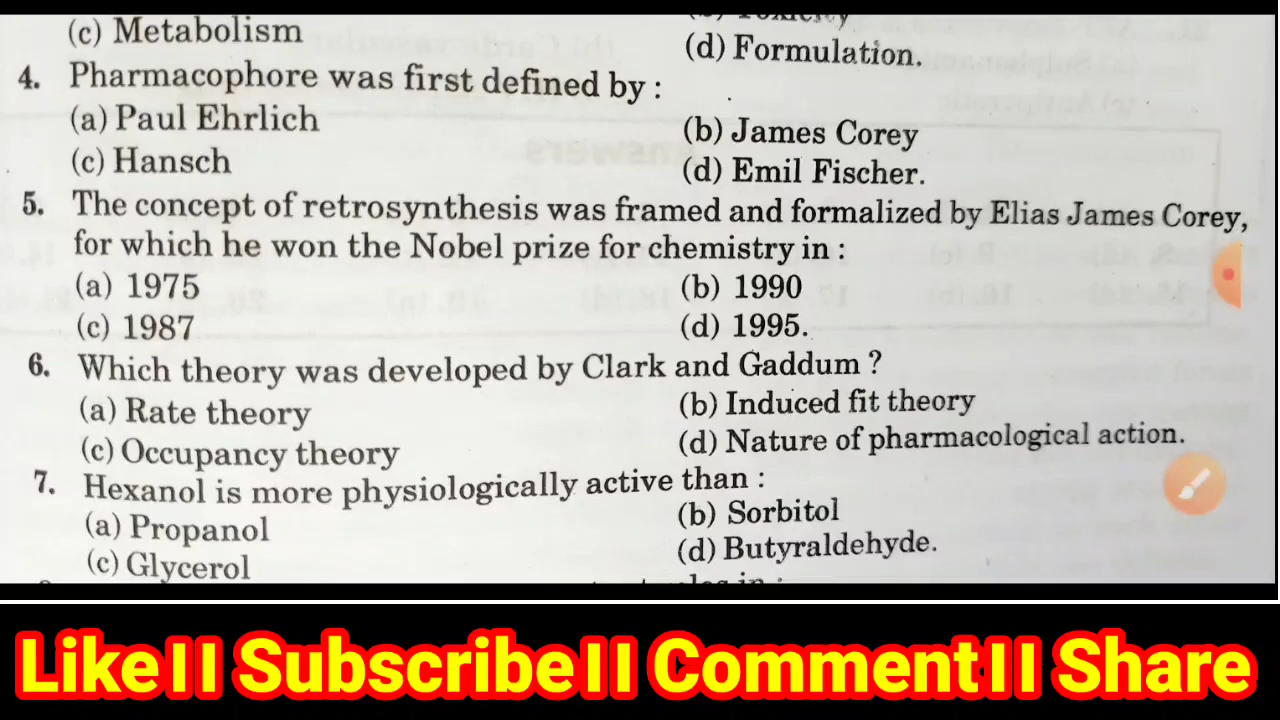 (c) Metabolism
(d) Formulation.
4. Pharmacophore was first defined by :
(a) Paul Ehrlich (b) James Corey
(c) Hansch (d) Emil Fischer.
5. The concept of retrosynthesis was framed and formalized by Elias James Corey,
for which he won the Nobel prize for chemistry in :
(a) 1975 (b) 1990
(c) 1987 (d) 1995.
6. Which theory was developed by Clark and Gaddum ?
(a) Rate theory (b) Induced fit theory
(c) Occupancy theory (d) Nature of pharmacological action.
7. Hexanol is more physiologically active than :
(a) Propanol (b) Sorbitol
(c) Glycerol (d) Butyraldehyde.
Like II Subscribe II Comment II Share